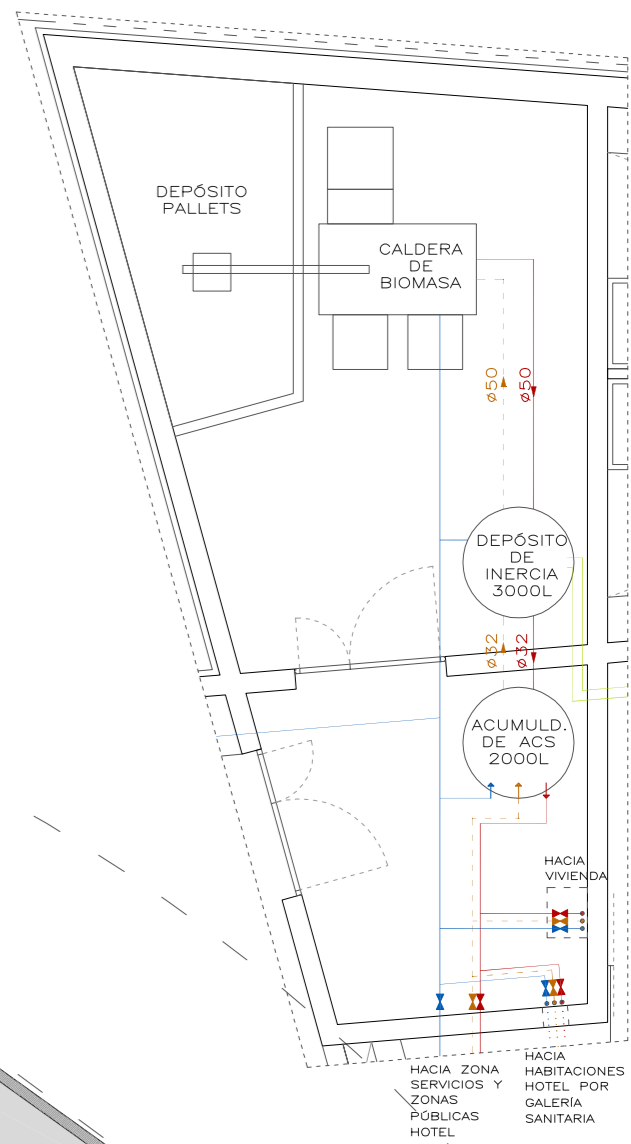 DEPÓSITO
PALLETS
CALDERA
DE
BIOMASA
ø50
ø50
DEPÓSITO
DE
INERCIA
3000L
ø32
ø32
ACUMULD.
DE ACS
2000L
HACIA
VIVIENDA
HACIA ZONA
SERVICIOS Y
ZONAS
PÚBLICAS
HOTEL
HACIA
HABITACIONES
HOTEL POR
GALERÍA
SANITARIA